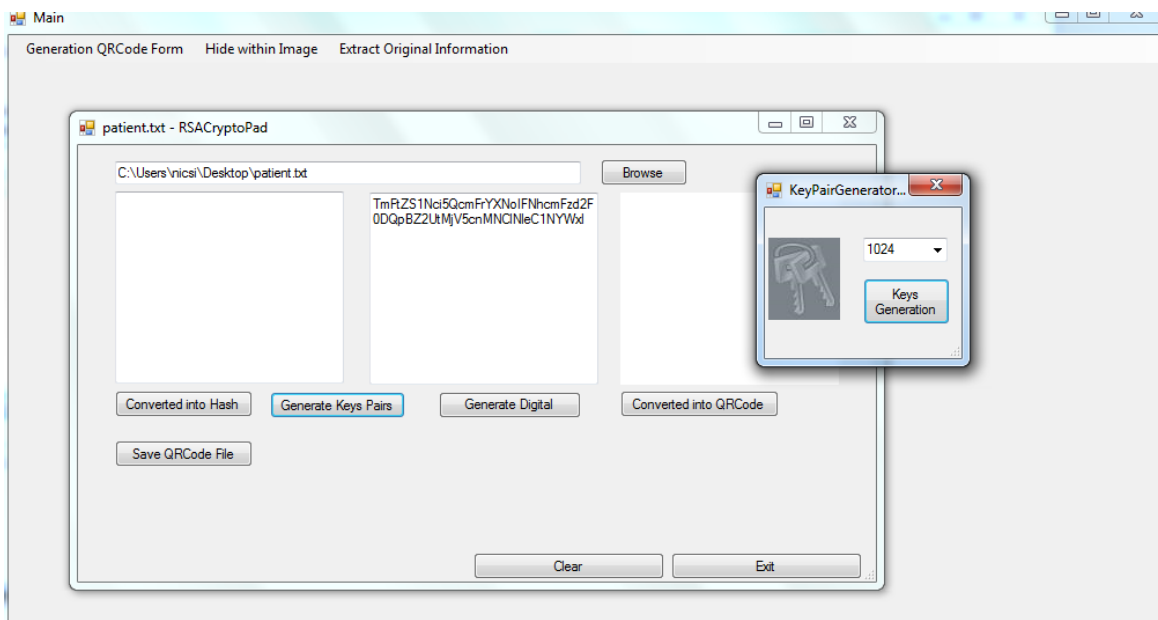 Main
Generation QRCode Form Hide within Image Extract Original Information
patient.txt - RSACryptoPad
C:\Users\nicsi\Desktop\patient.txt
Browse
TmFtZS1Nci5QcmFrYXNoIFNhcmFzd2F
0DQpBZ2UtMjV5cnMNClNleC1NYWxl
KeyPairGenerator...
1024
Keys
Generation
Converted into Hash
Generate Keys Pairs
Generate Digital
Converted into QRCode
Save QRCode File
Clear
Exit